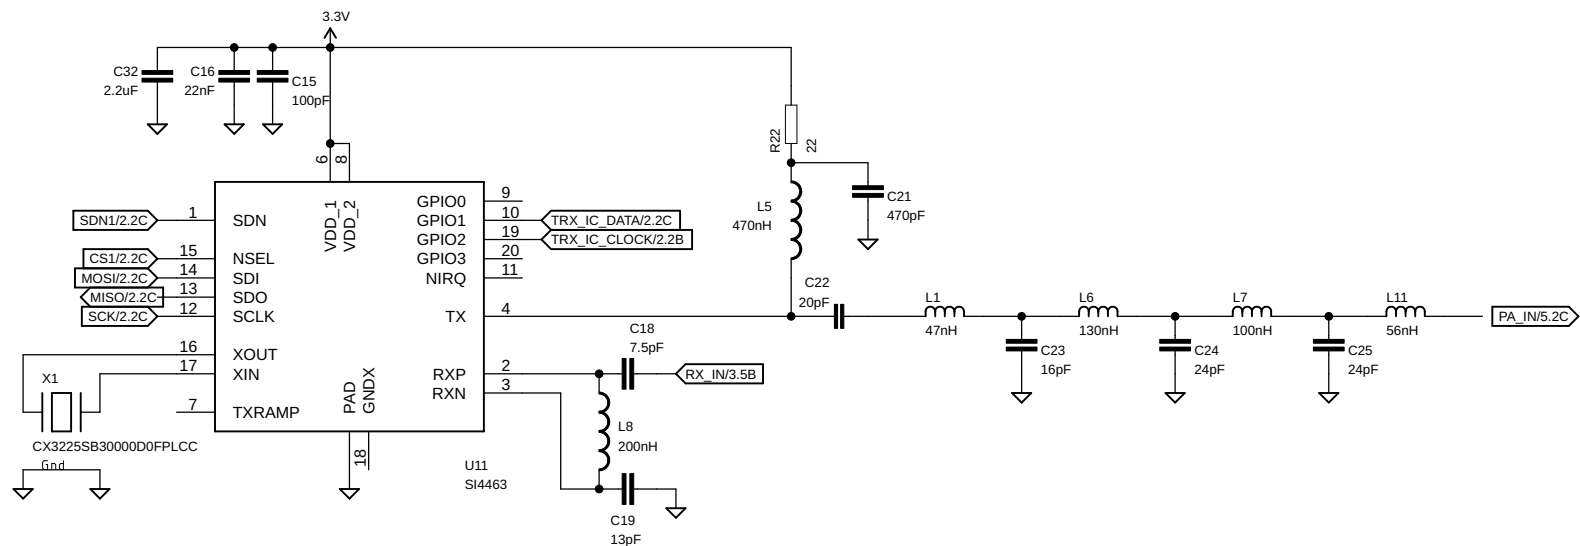 3.3V
C32
2.2uF
C16
22nF
C15
100pF
R22
22
L5
470nH
C21
470pF
6
8
VDD_1
VDD_2
SDN1/2.2C
1
SDN
CS1/2.2C
15
NSEL
MOSI/2.2C
14
SDI
MISO/2.2C
13
SDO
SCK/2.2C
12
SCLK
16
XOUT
17
XIN
7
TXRAMP
GPIO0
9
GPIO1
10
TRX_IC_DATA/2.2C
GPIO2
19
TRX_IC_CLOCK/2.2B
GPIO3
20
NIRQ
11
TX
4
RXP
2
RXN
3
PAD
GNDX
18
X1
CX3225SB30000D0FPLCC
Gnd
U11
SI4463
C18
7.5pF
RX_IN/3.5B
L8
200nH
C19
13pF
C22
20pF
L1
47nH
C23
16pF
L6
130nH
C24
24pF
L7
100nH
C25
24pF
L11
56nH
PA_IN/5.2C